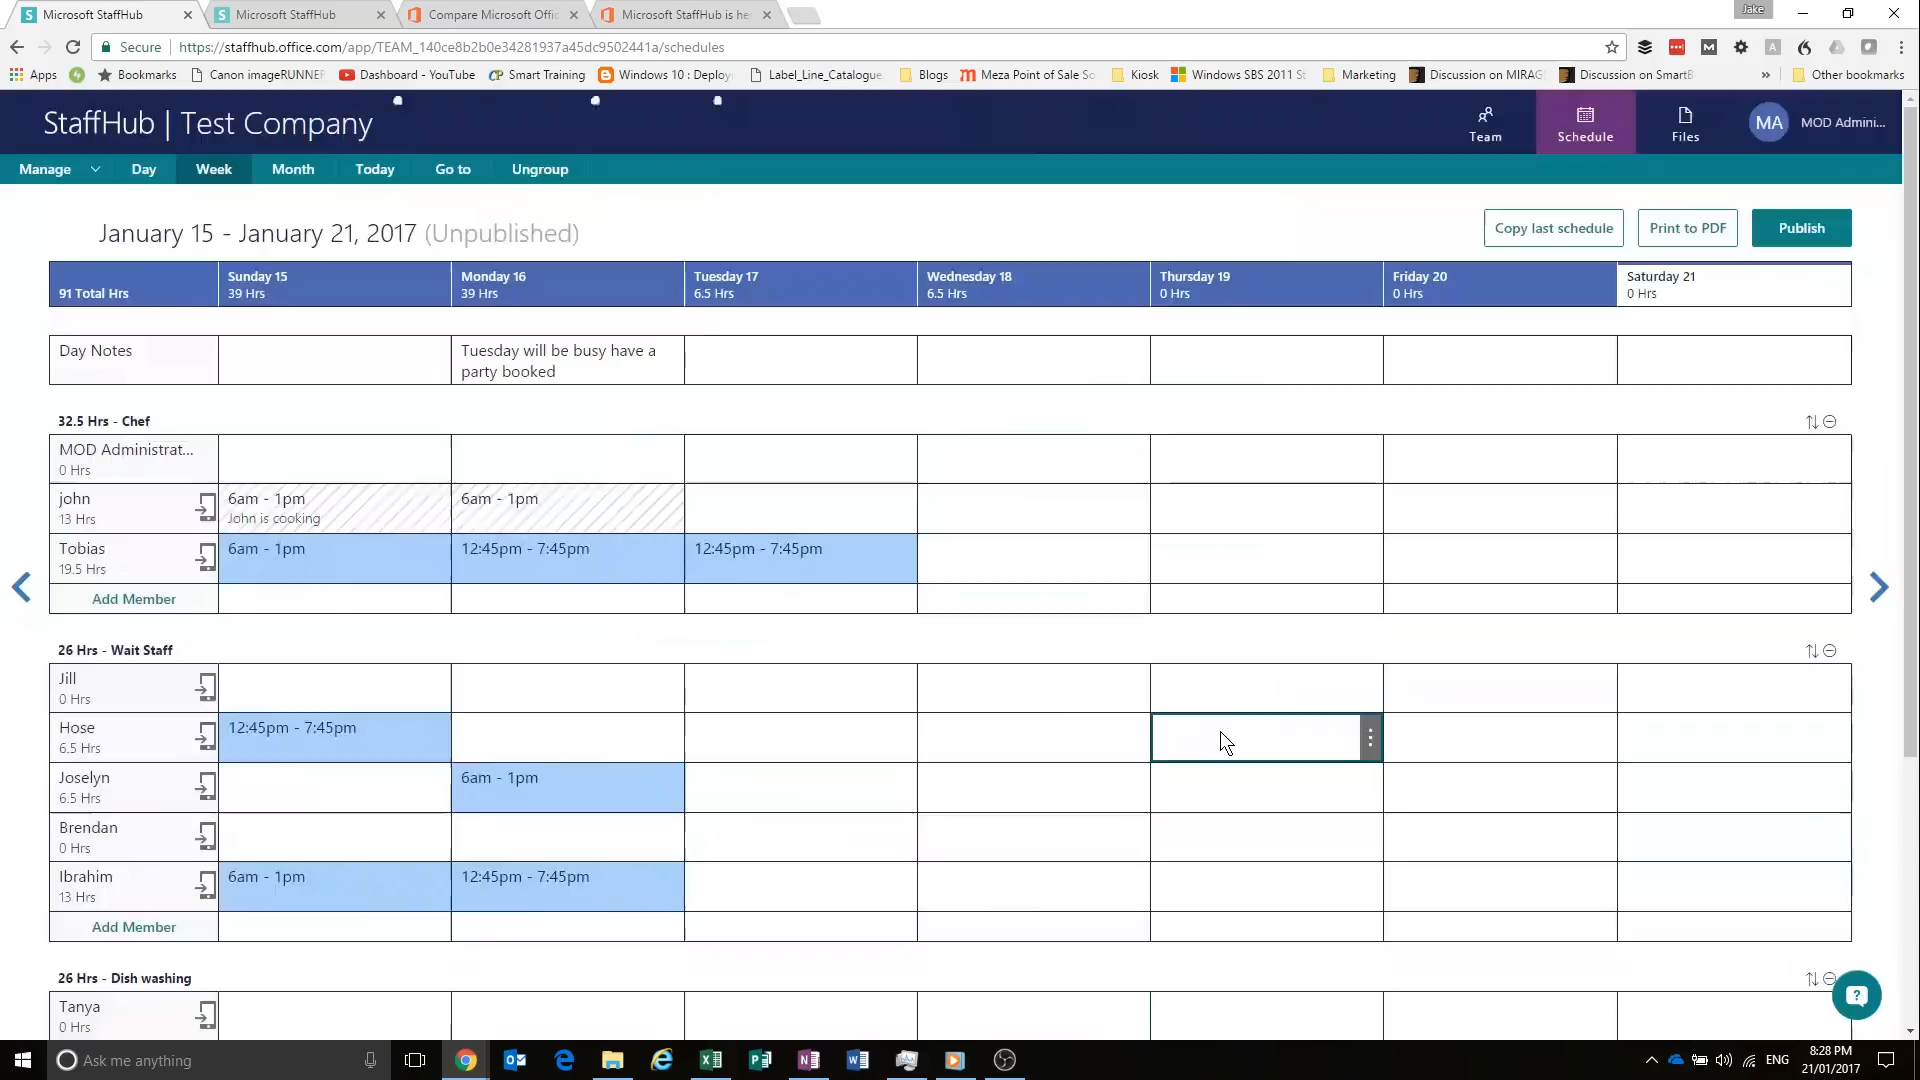 Microsoft StaffHub
Microsoft StaffHub
Compare Microsoft Offic
Microsoft StaffHub is he
Jake
Secure
https://staffhub.office.com/app/TEAM_140ce8b2b0e34281937a45dc9502441a/schedules
Apps
Bookmarks
Canon imageRUNNER
Dashboard - YouTube
Smart Training
Windows 10 : Deploy
Label_Line_Catalogue
Blogs
Meza Point of Sale So
Kiosk
Windows SBS 2011 St
Marketing
Discussion on MIRAG
Discussion on SmartB
Other bookmarks
StaffHub | Test Company
Team
Schedule
Files
MA
MOD Admini...
Manage
Day
Week
Month
Today
Go to
Ungroup
January 15 - January 21, 2017 (Unpublished)
Copy last schedule
Print to PDF
Publish
91 Total Hrs
Sunday 15
39 Hrs
Monday 16
39 Hrs
Tuesday 17
6.5 Hrs
Wednesday 18
6.5 Hrs
Thursday 19
0 Hrs
Friday 20
0 Hrs
Saturday 21
0 Hrs
Day Notes
Tuesday will be busy have a
party booked
32.5 Hrs - Chef
MOD Administrat...
0 Hrs
john
13 Hrs
6am - 1pm
John is cooking
6am - 1pm
Tobias
19.5 Hrs
6am - 1pm
12:45pm - 7:45pm
12:45pm - 7:45pm
Add Member
26 Hrs - Wait Staff
Jill
0 Hrs
Hose
6.5 Hrs
12:45pm - 7:45pm
Joselyn
6.5 Hrs
6am - 1pm
Brendan
0 Hrs
Ibrahim
13 Hrs
6am - 1pm
12:45pm - 7:45pm
Add Member
26 Hrs - Dish washing
Tanya
0 Hrs
Ask me anything
ENG
8:28 PM
21/01/2017